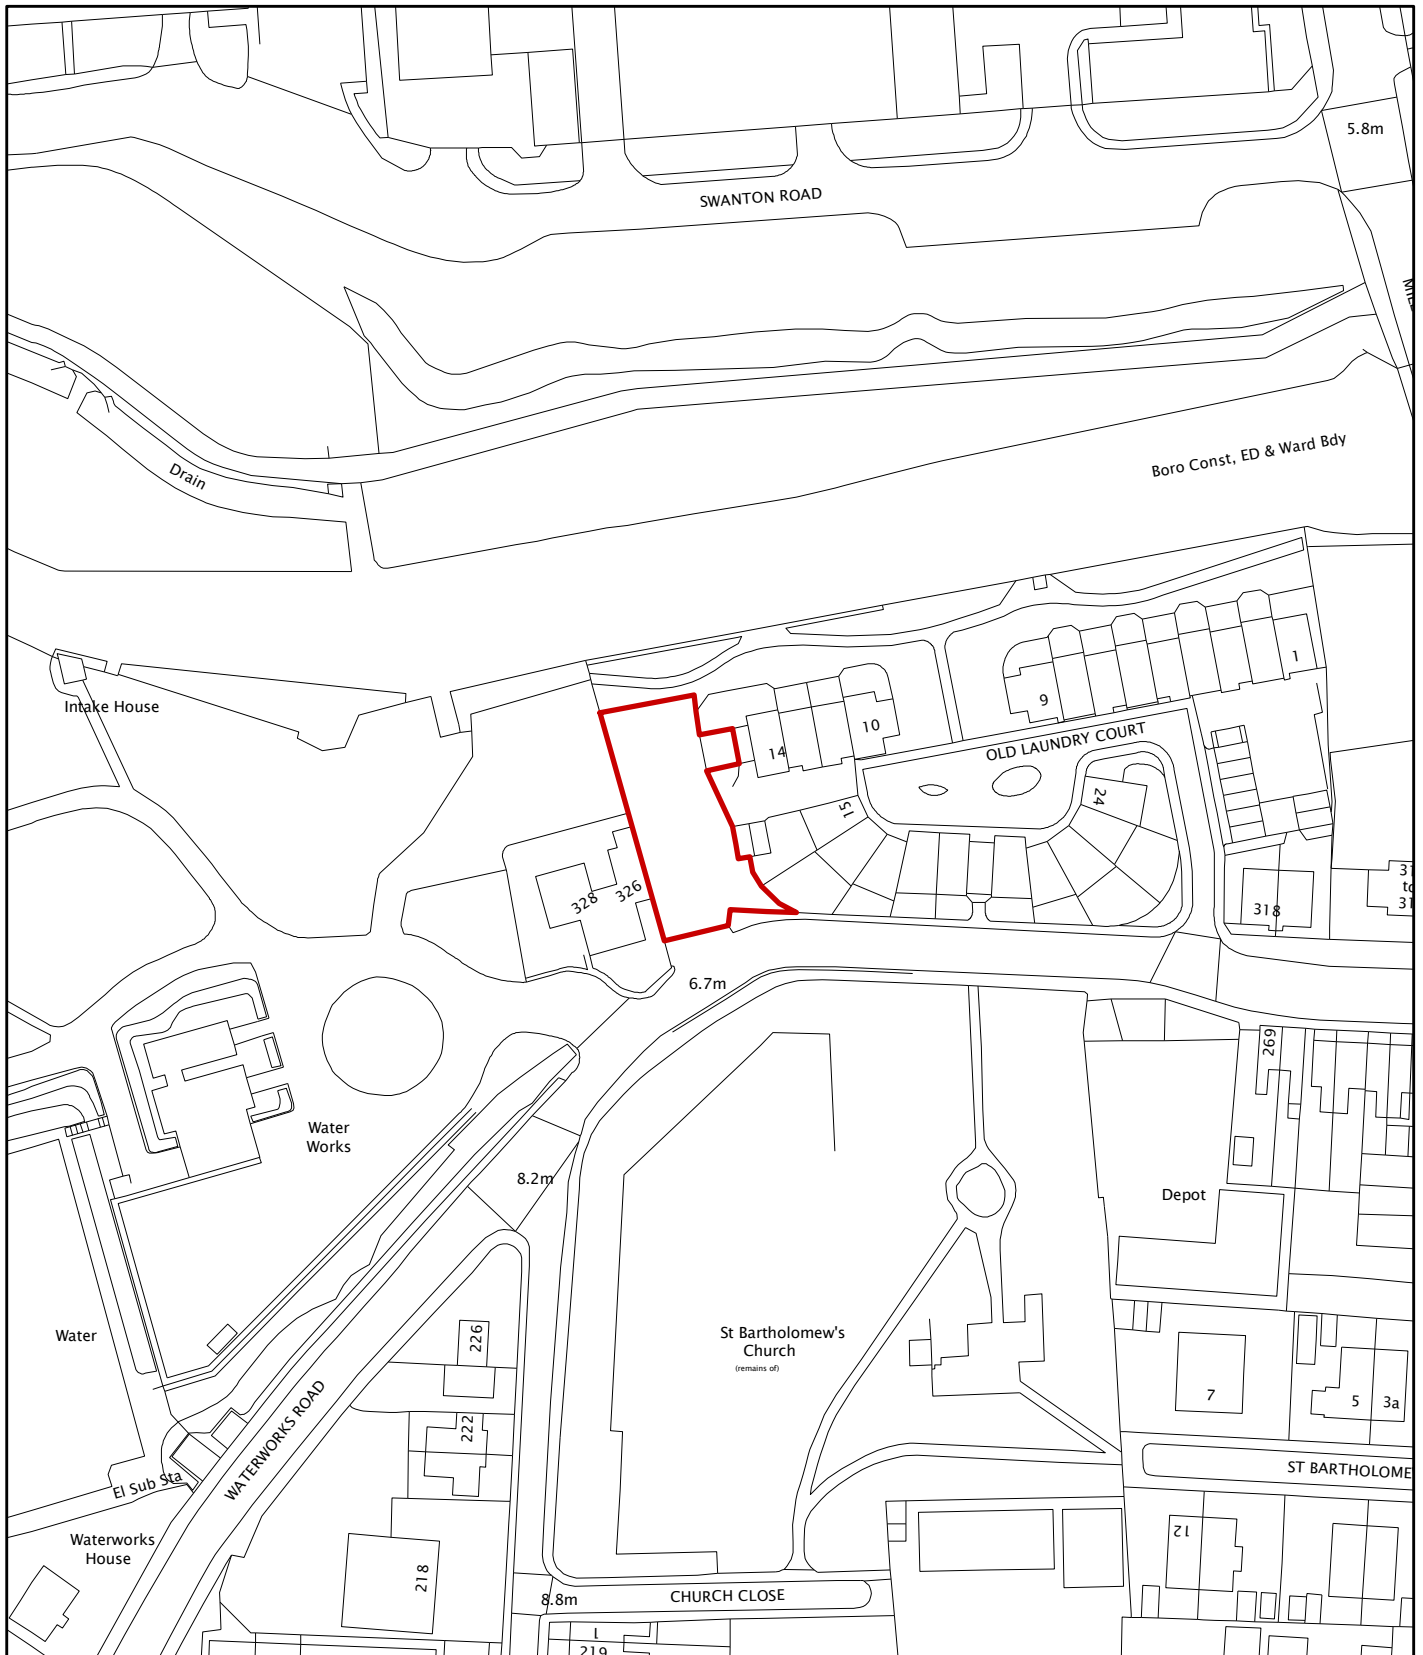 5.8m
SWANTON ROAD
Boro Const, ED & Ward Bdy
Drain
Intake House
1
9
10
14
OLD LAUNDRY COURT
15
24
328
326
318
to
6.7m
269
Water
Works
8.2m
Depot
Water
226
St Bartholomew's
Church
(remains of)
7
5
3a
222
WATERWORKS ROAD
El Sub Sta
ST BARTHOLOME
Waterworks
House
12
218
8.8m
CHURCH CLOSE
1
219